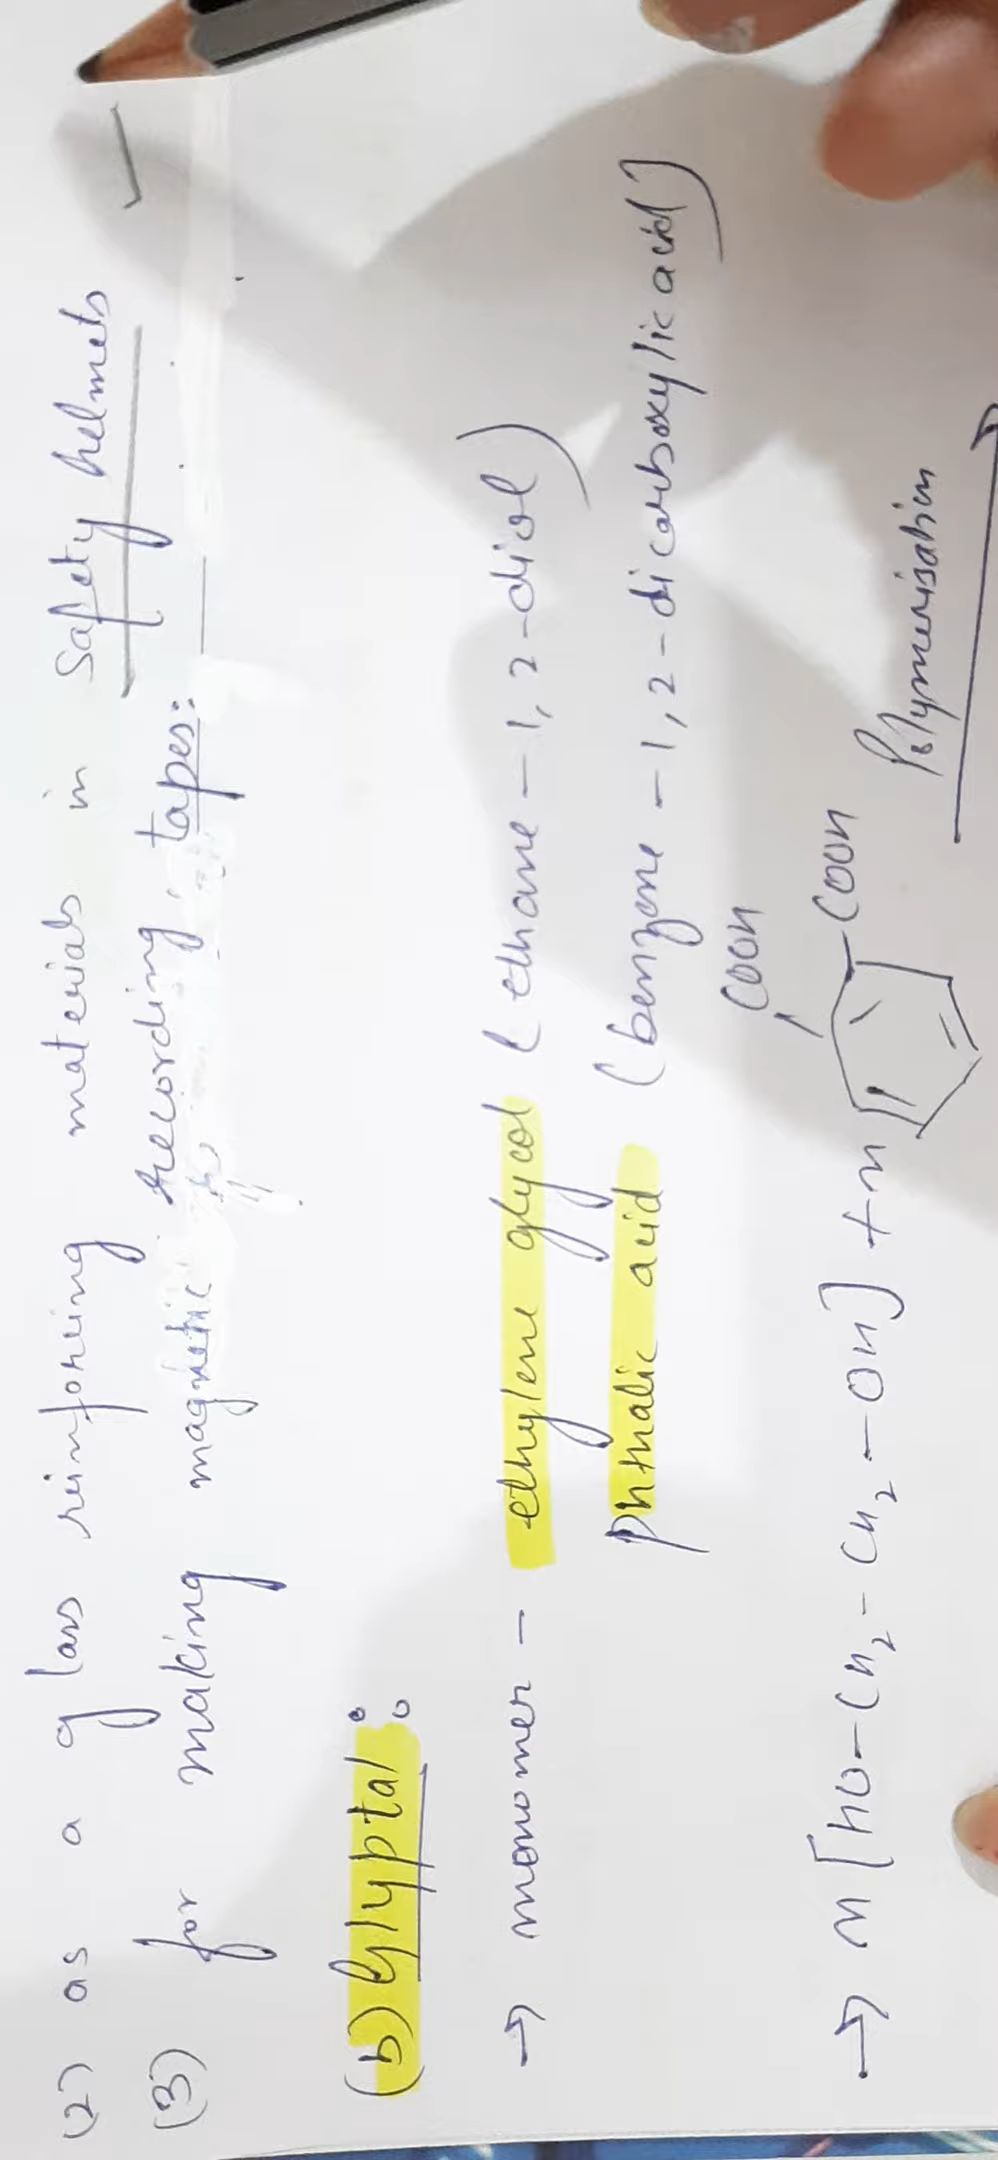 (2) as a glass reinforcing materials in safety helmets
(3) for making magnetic recording tapes:
(b) Glyptal :
→ monomer - ethylene glycol (ethane-1,2-diol)
phthalic acid (benzene-1,2-dicarboxylic acid)
COOH
→ n[HO-CH2-CH2-OH] + n COOH Polymerisation